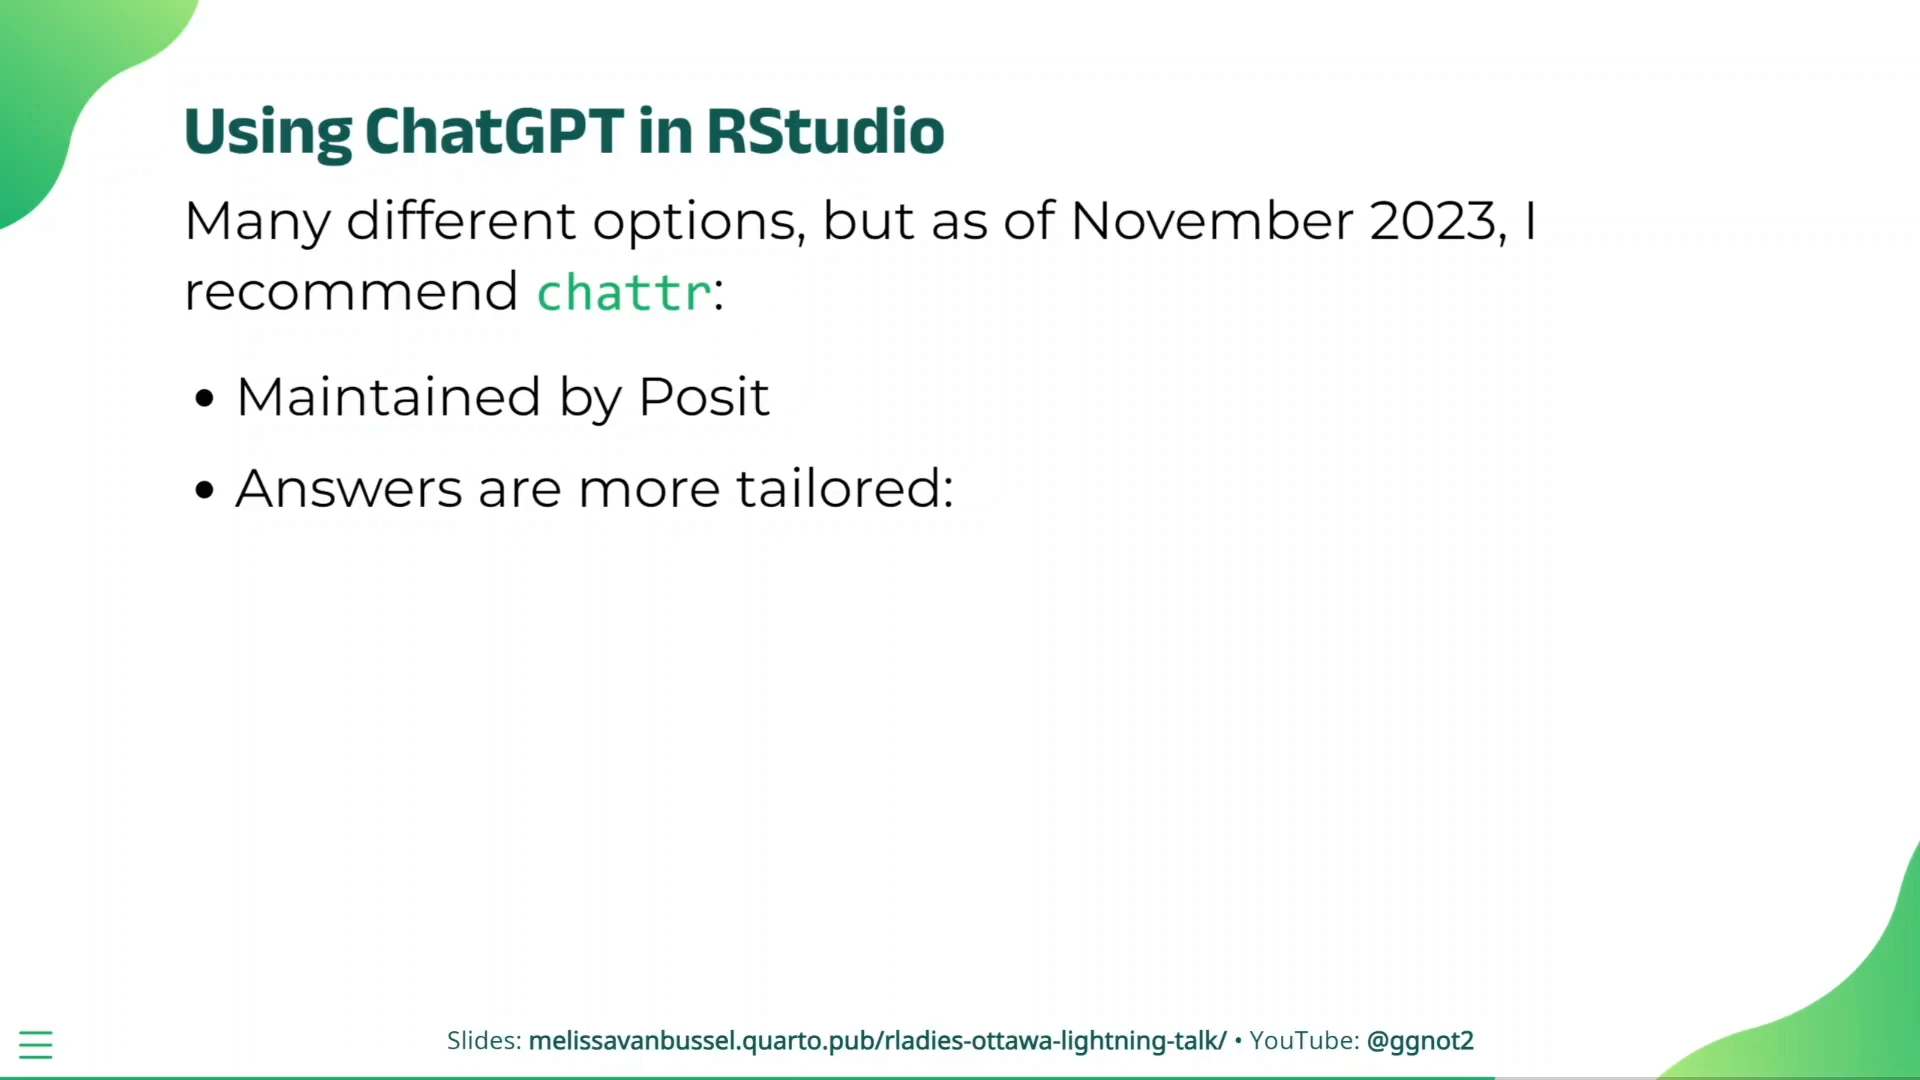 Using ChatGPT in RStudio
Many different options, but as of November 2023, I
recommend chattr:
• Maintained by Posit
• Answers are more tailored:
Slides: melissavanbussel.quarto.pub/rladies-ottawa-lightning-talk/ • YouTube: @ggnot2